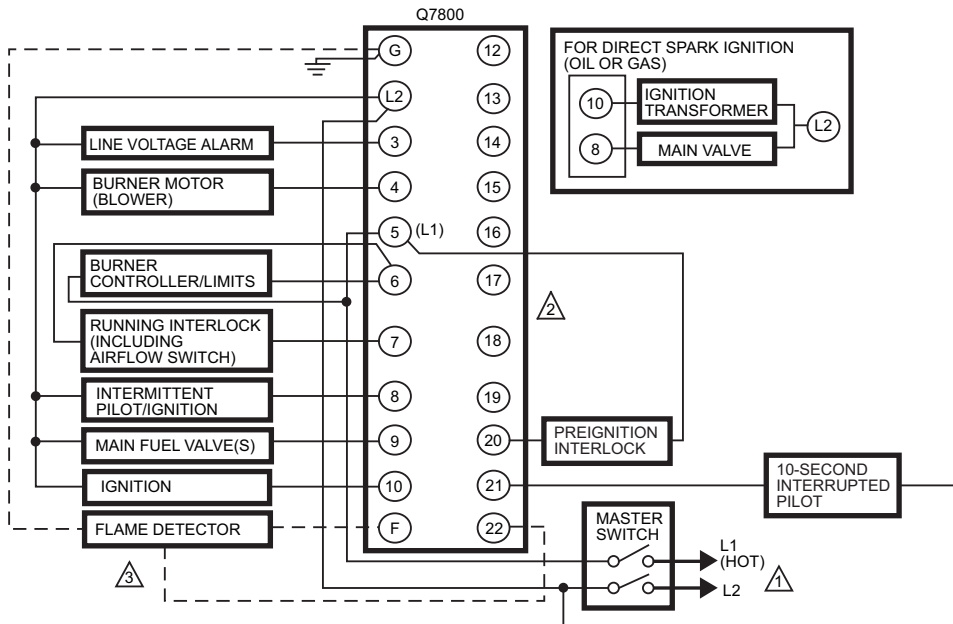 Q7800
G
12
FOR DIRECT SPARK IGNITION
(OIL OR GAS)
10
IGNITION
TRANSFORMER
L2
8
MAIN VALVE
L2
13
LINE VOLTAGE ALARM
3
14
BURNER MOTOR
(BLOWER)
4
15
5
(L1)
16
BURNER
CONTROLLER/LIMITS
6
17
2
RUNNING INTERLOCK
(INCLUDING
AIRFLOW SWITCH)
7
18
INTERMITTENT
PILOT/IGNITION
8
19
MAIN FUEL VALVE(S)
9
20
PREIGNITION
INTERLOCK
IGNITION
10
21
10-SECOND
INTERRUPTED
PILOT
FLAME DETECTOR
F
22
MASTER
SWITCH
L1
(HOT)
L2
1
3